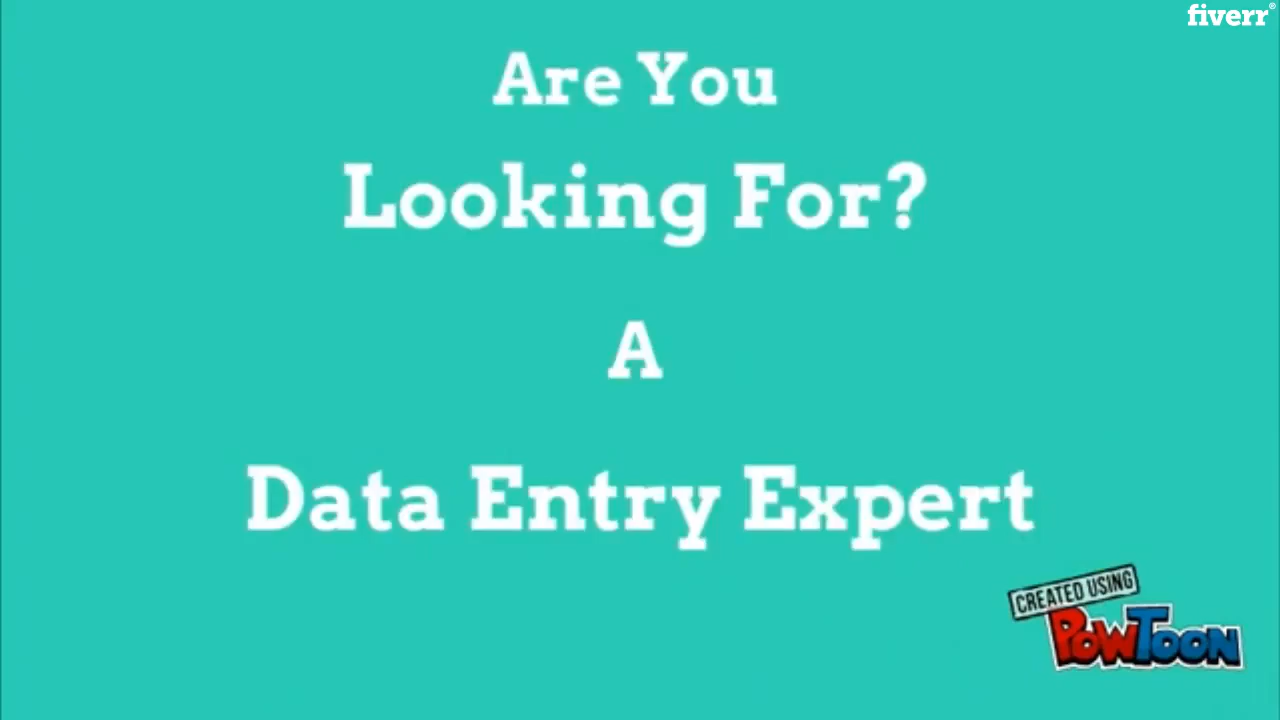 fiverr®
Are You
Looking For?
A
Data Entry Expert
CREATED USING
POWTOON